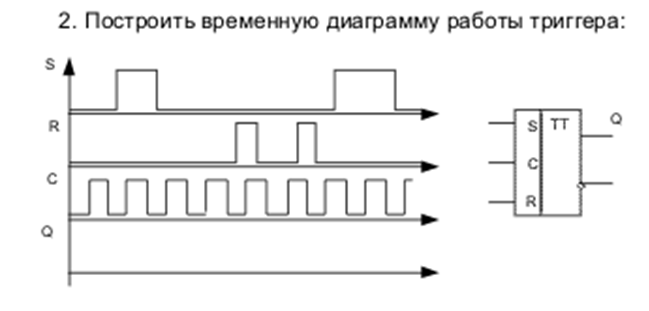 2. Построить временную диаграмму работы триггера:
S
R
C
Q
S TT Q
C
R